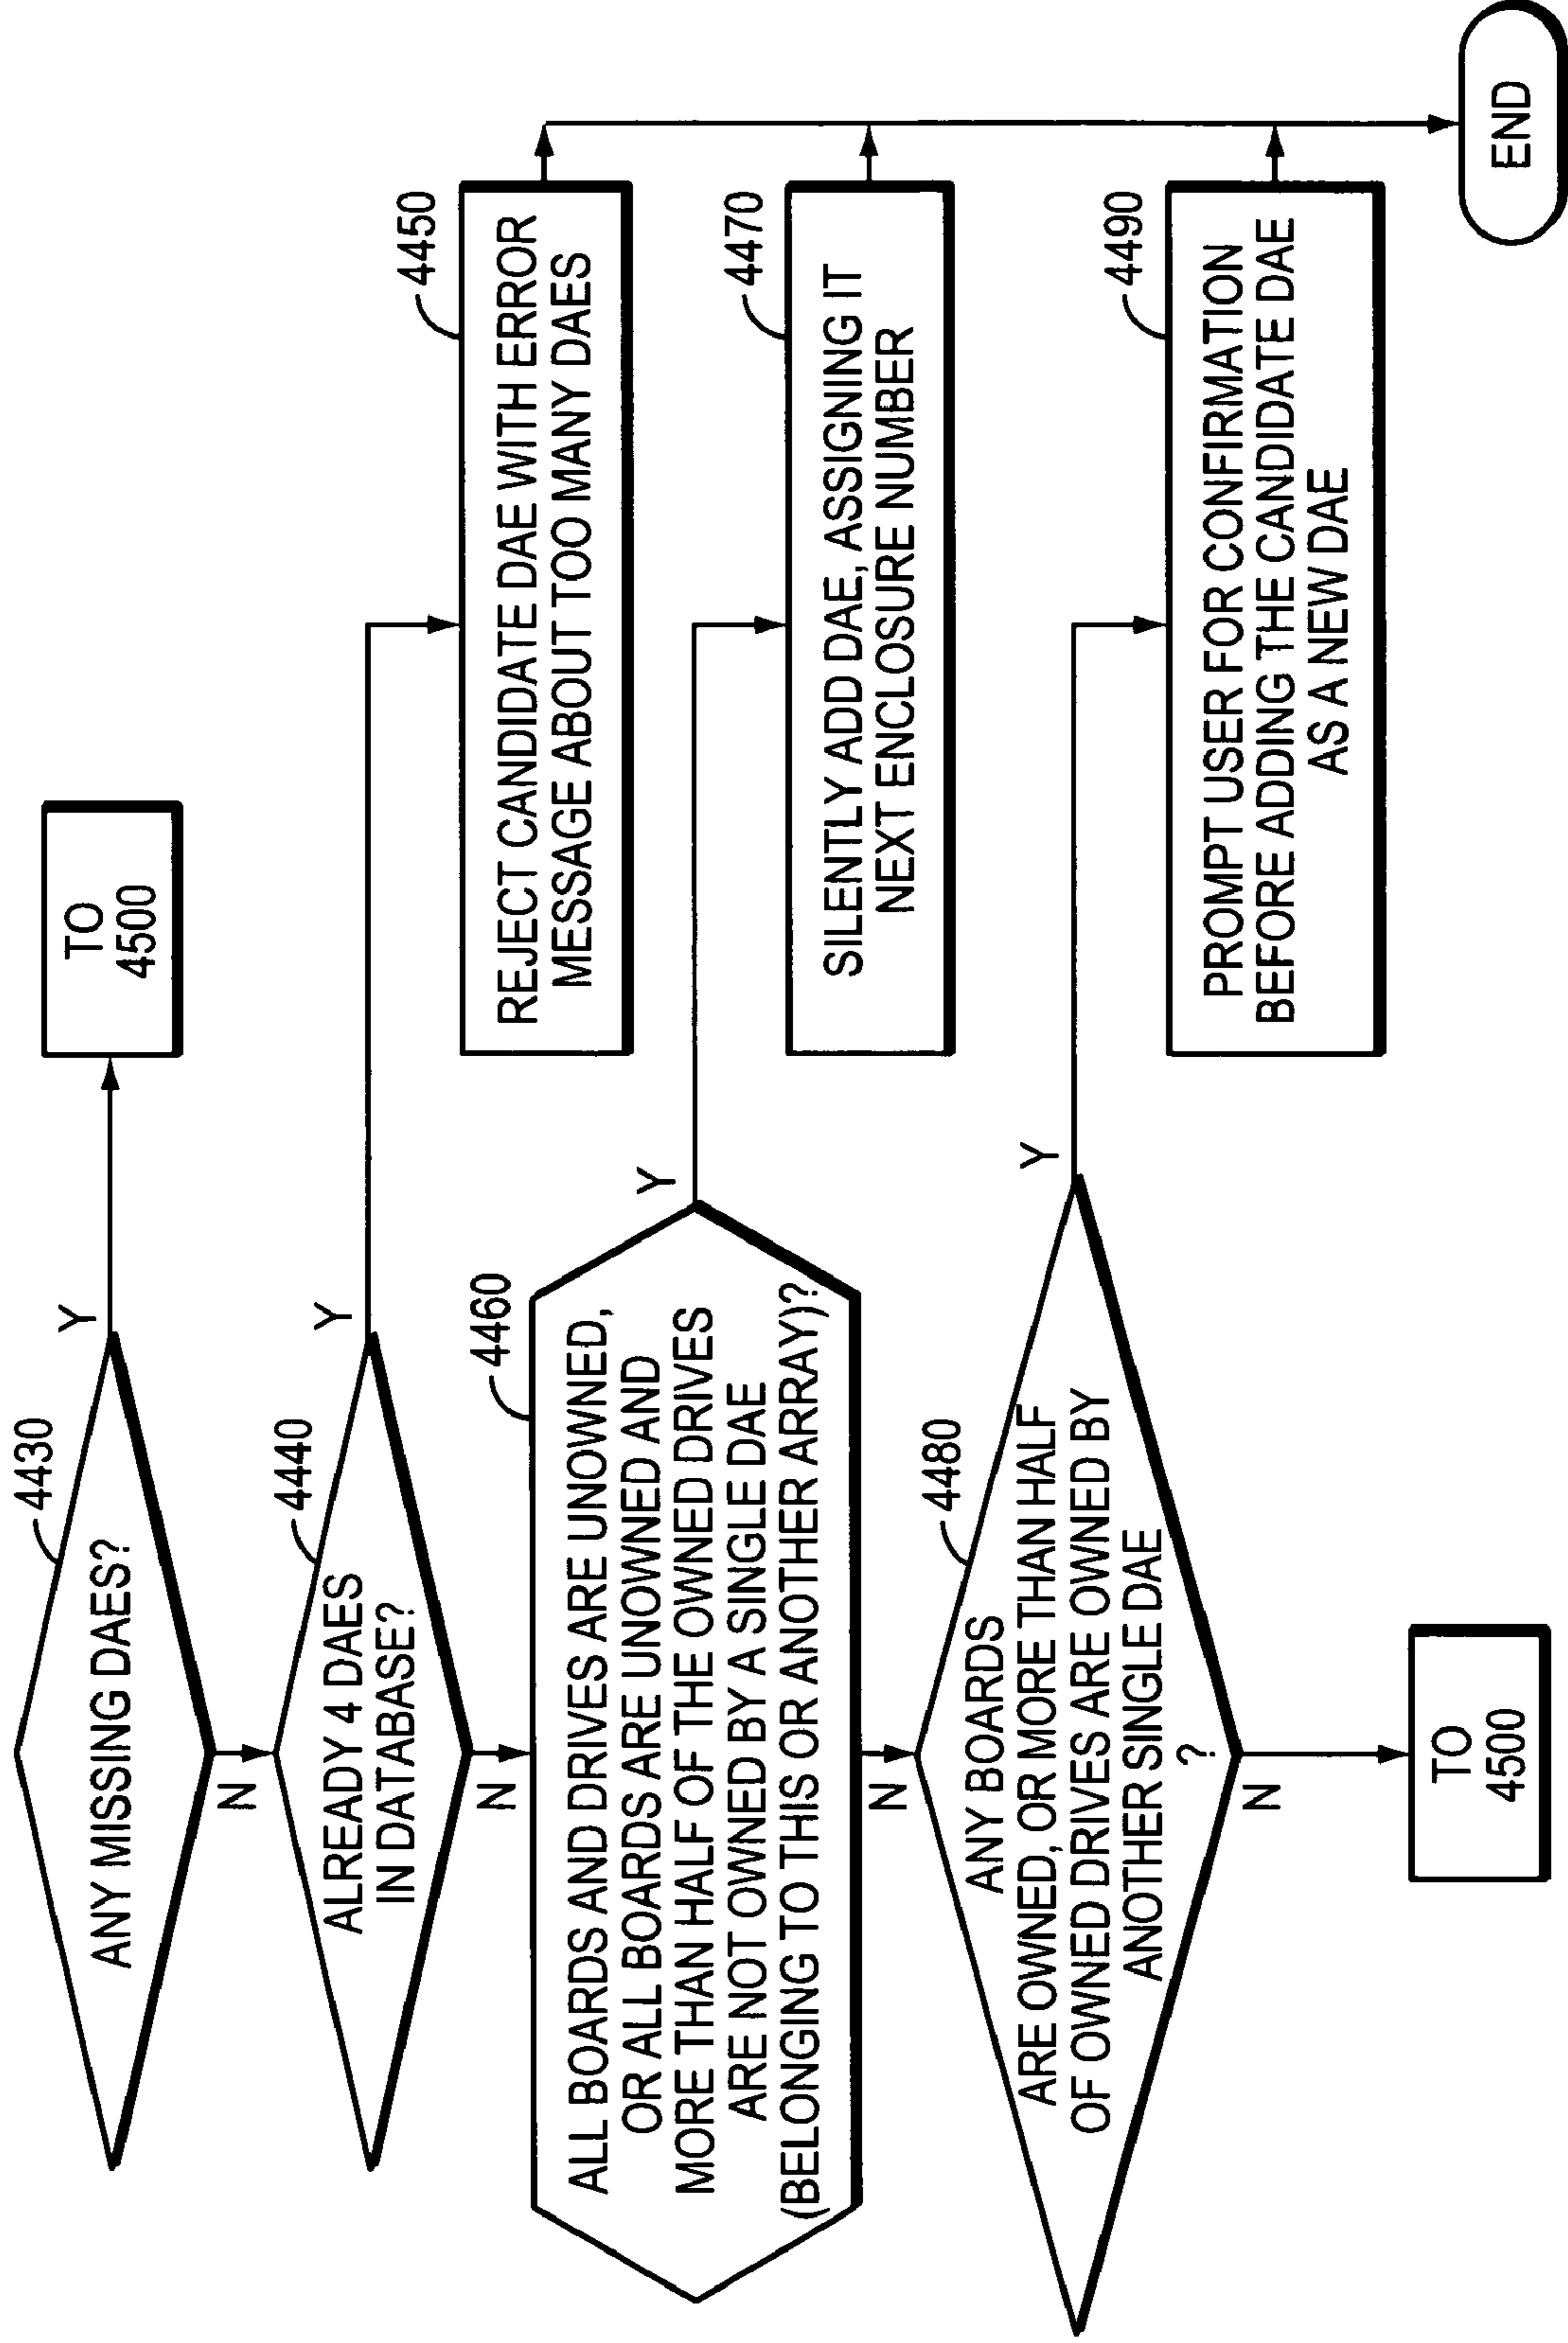 4430
ANY MISSING DAES?
Y
TO
4500
N
4440
ALREADY 4 DAES
IN DATABASE?
Y
4450
REJECT CANDIDATE DAE WITH ERROR
MESSAGE ABOUT TOO MANY DAES
N
4460
ALL BOARDS AND DRIVES ARE UNOWNED,
OR ALL BOARDS ARE UNOWNED AND
MORE THAN HALF OF THE OWNED DRIVES
ARE NOT OWNED BY A SINGLE DAE
(BELONGING TO THIS OR ANOTHER ARRAY)?
Y
4470
SILENTLY ADD DAE, ASSIGNING IT
NEXT ENCLOSURE NUMBER
N
4480
ANY BOARDS
ARE OWNED, OR MORE THAN HALF
OF OWNED DRIVES ARE OWNED BY
ANOTHER SINGLE DAE
?
Y
4490
PROMPT USER FOR CONFIRMATION
BEFORE ADDING THE CANDIDATE DAE
AS A NEW DAE
N
TO
4500
END